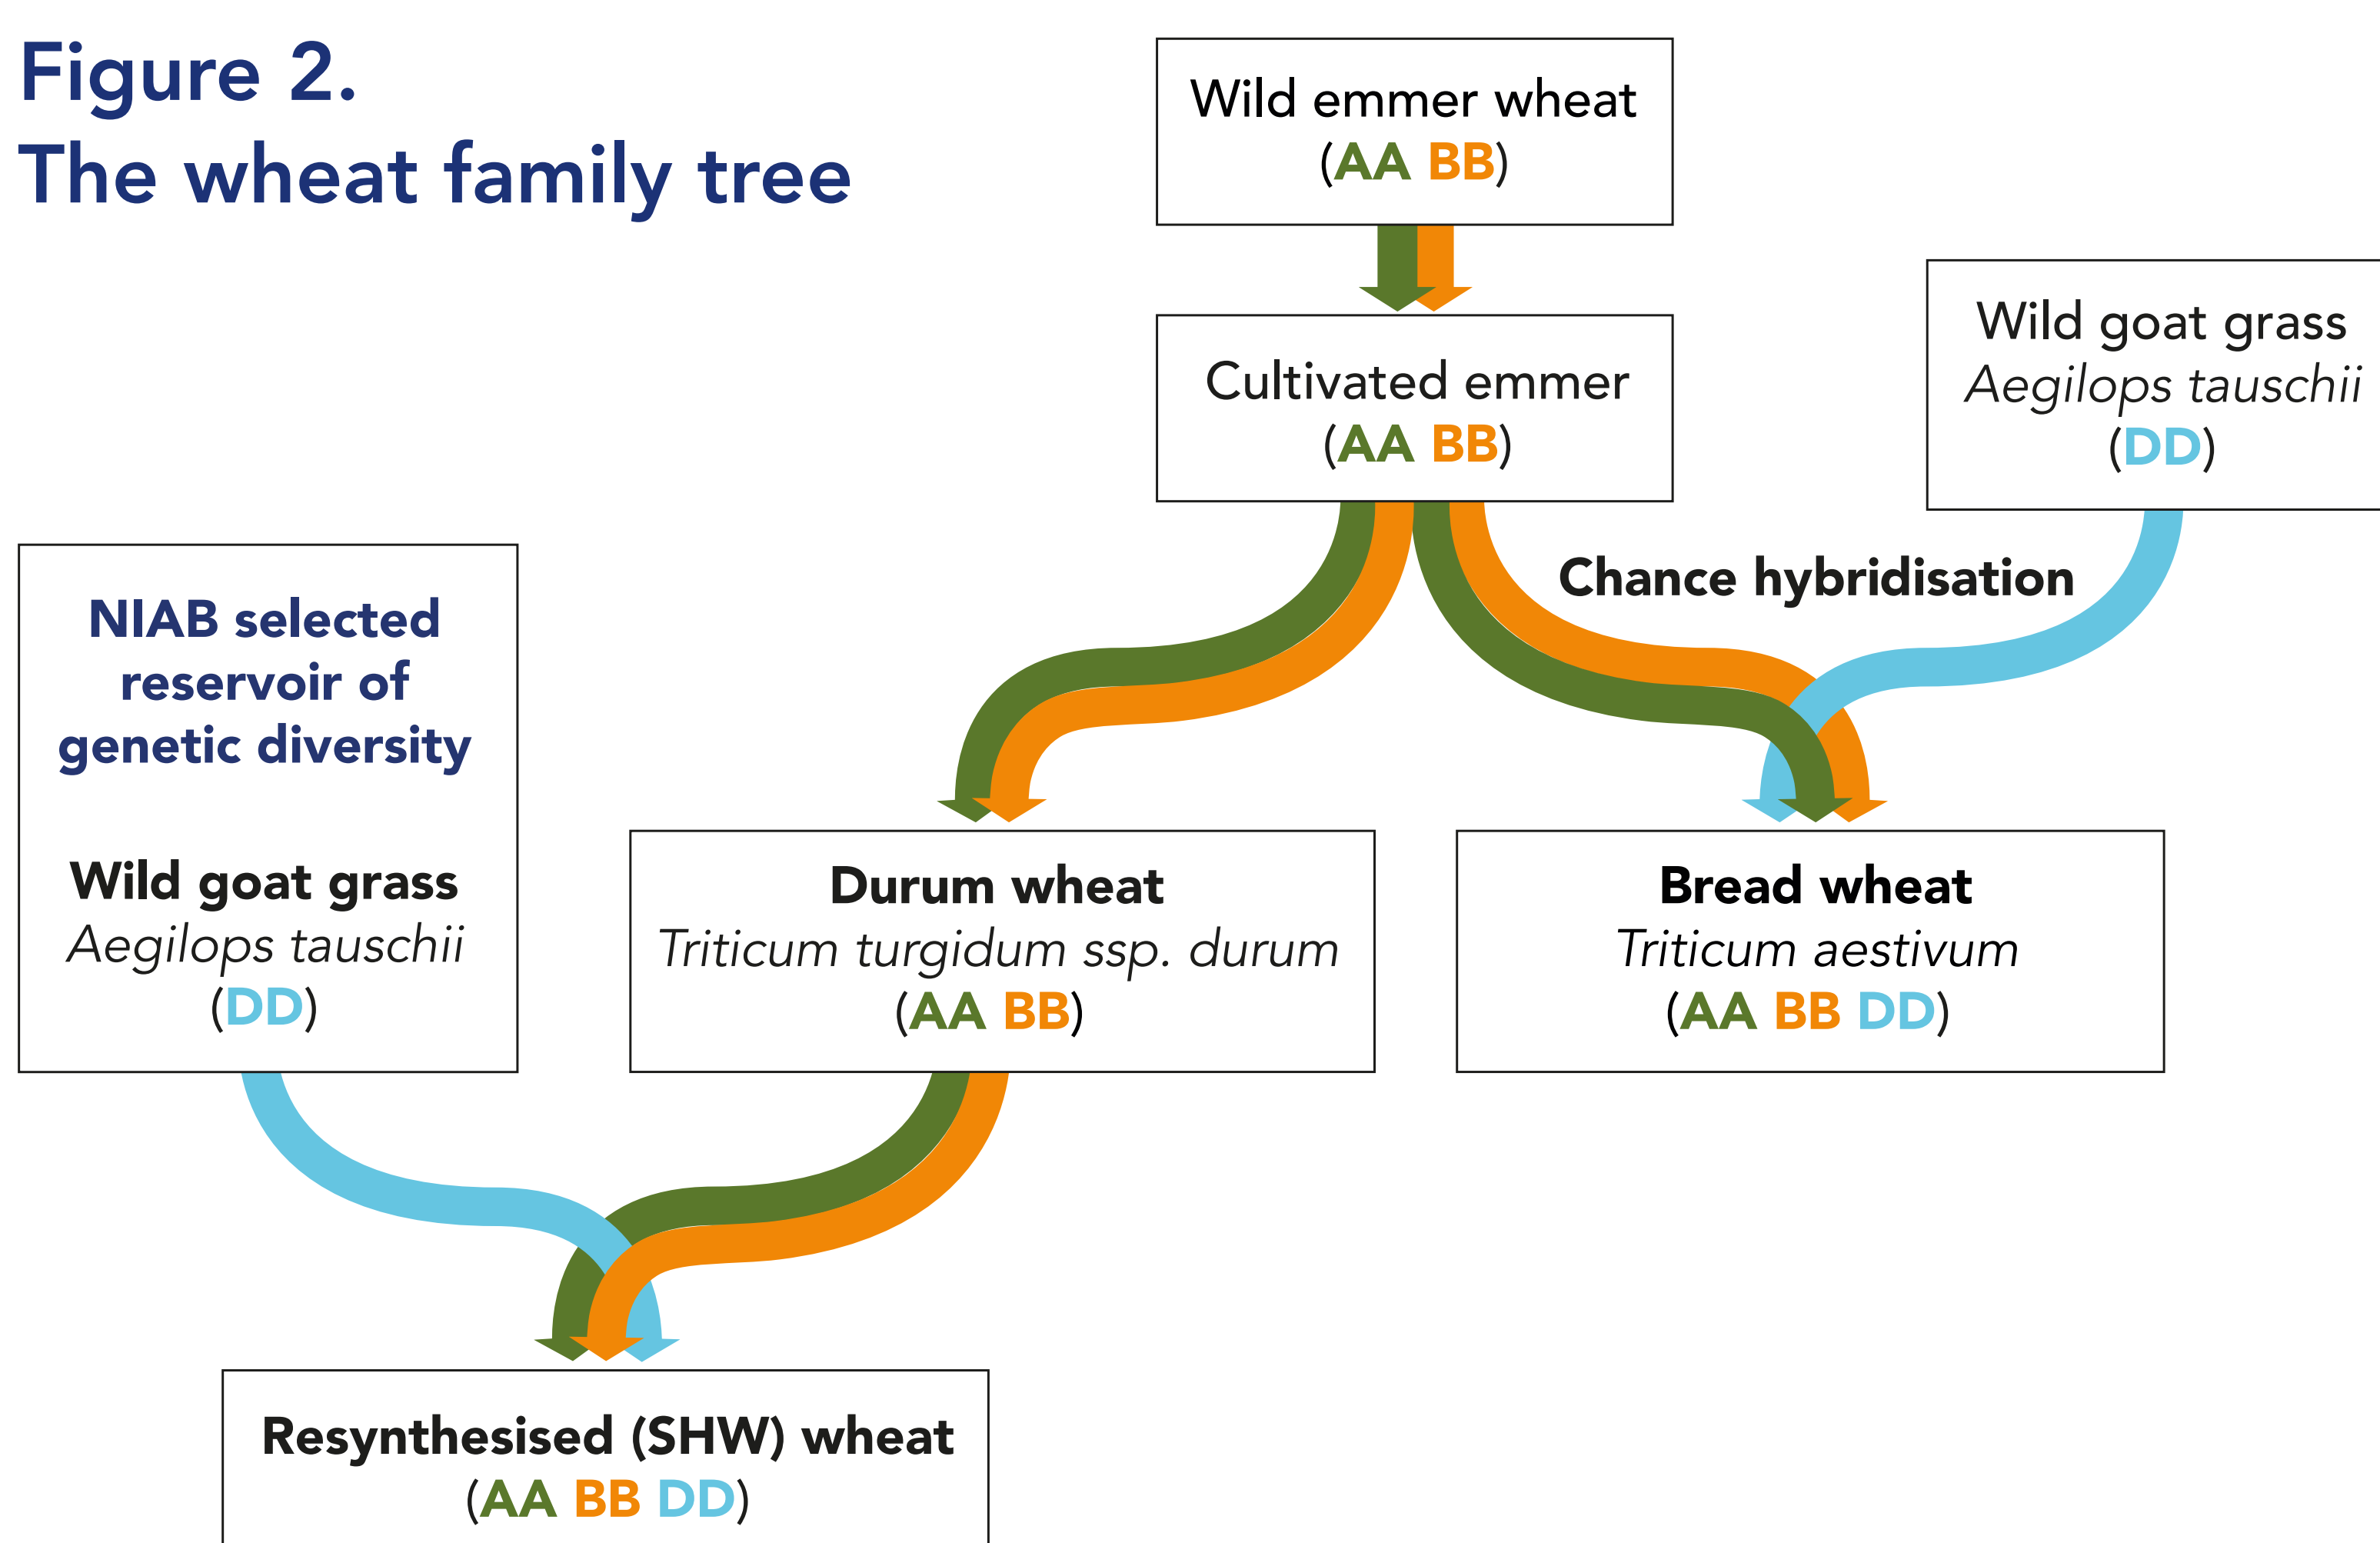 Figure 2.
The wheat family tree
Wild emmer wheat
(AA BB)
Cultivated emmer
(AA BB)
Wild goat grass
Aegilops tauschii
(DD)
Chance hybridisation
NIAB selected
reservoir of
genetic diversity
Wild goat grass
Aegilops tauschii
(DD)
Durum wheat
Triticum turgidum ssp. durum
(AA BB)
Bread wheat
Triticum aestivum
(AA BB DD)
Resynthesised (SHW) wheat
(AA BB DD)